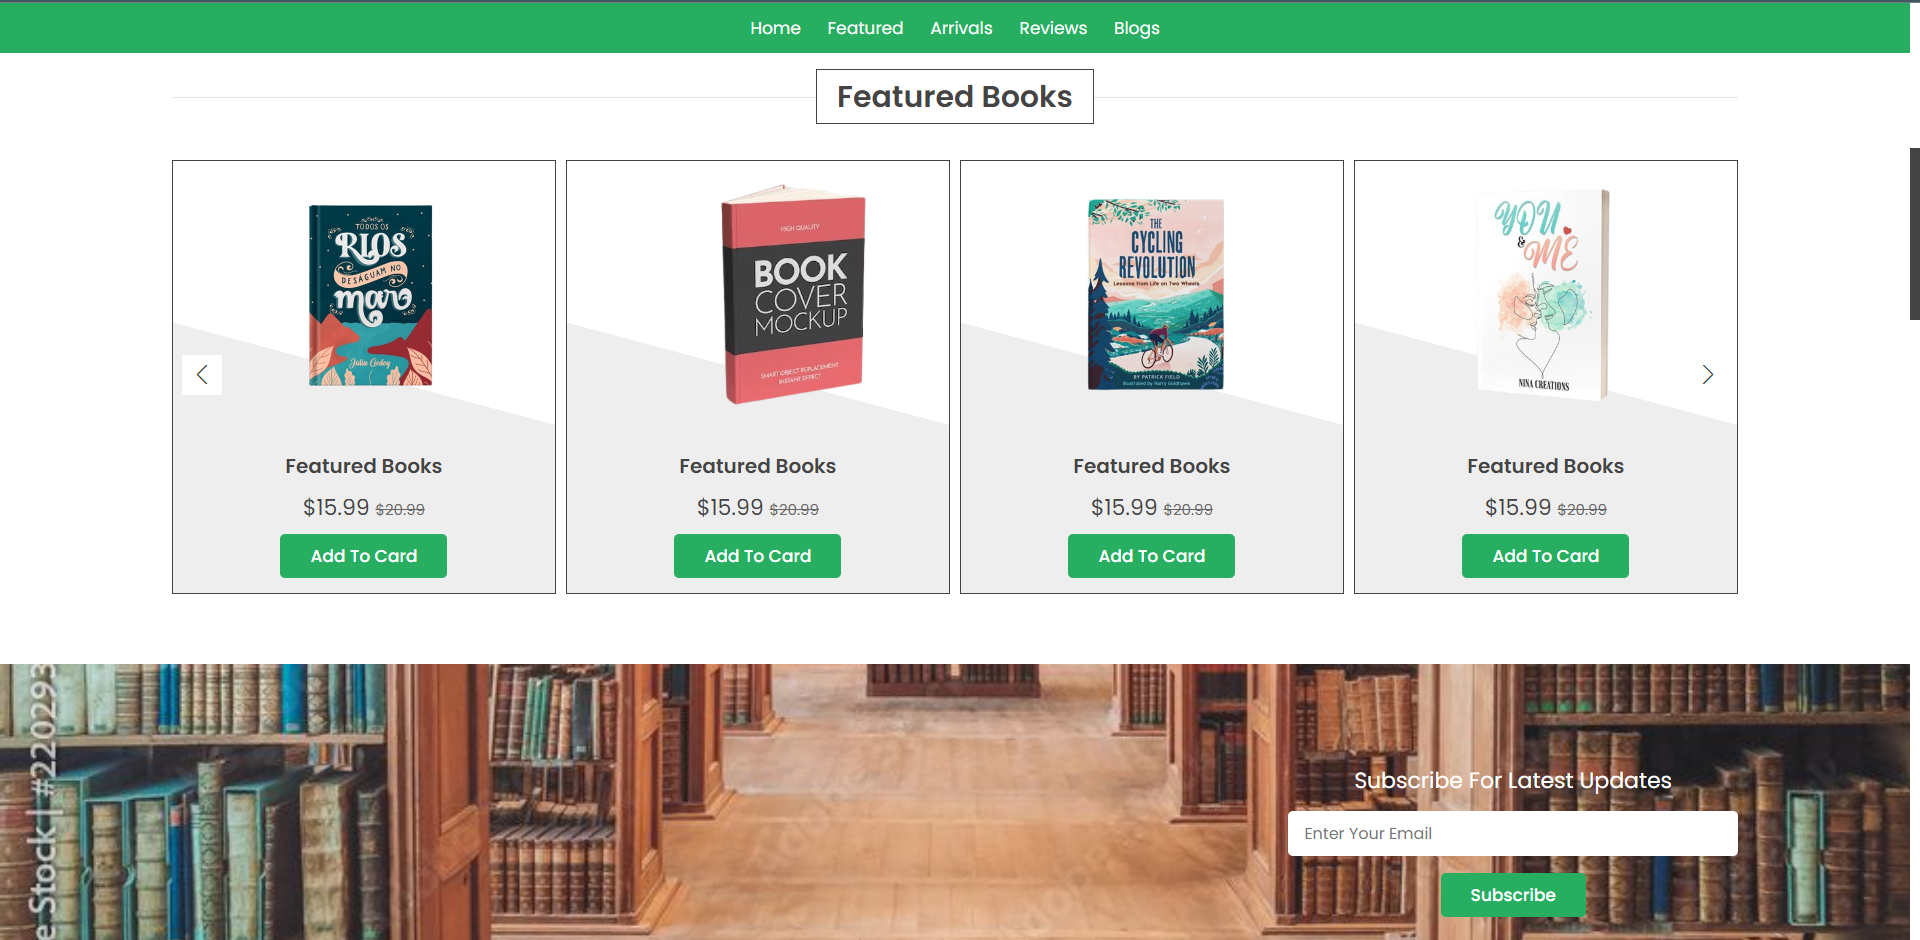 Home Featured Arrivals Reviews Blogs
Featured Books
TODOS OS
RIOS
DESAGUAM NO
mar
Julia Godoy
HIGH QUALITY
BOOK
COVER
MOCKUP
SMART OBJECT REPLACEMENT
INSTANT EFFECT
THE
CYCLING
REVOLUTION
Lessons from Life on Two Wheels
BY PATRICK FIELD
Illustrated by Harry Goldhawk
YOU
& ME
NINA CREATIONS
Featured Books
$15.99 $20.99
Add To Card
Featured Books
$15.99 $20.99
Add To Card
Featured Books
$15.99 $20.99
Add To Card
Featured Books
$15.99 $20.99
Add To Card
e Stock | #220293
Subscribe For Latest Updates
Enter Your Email
Subscribe